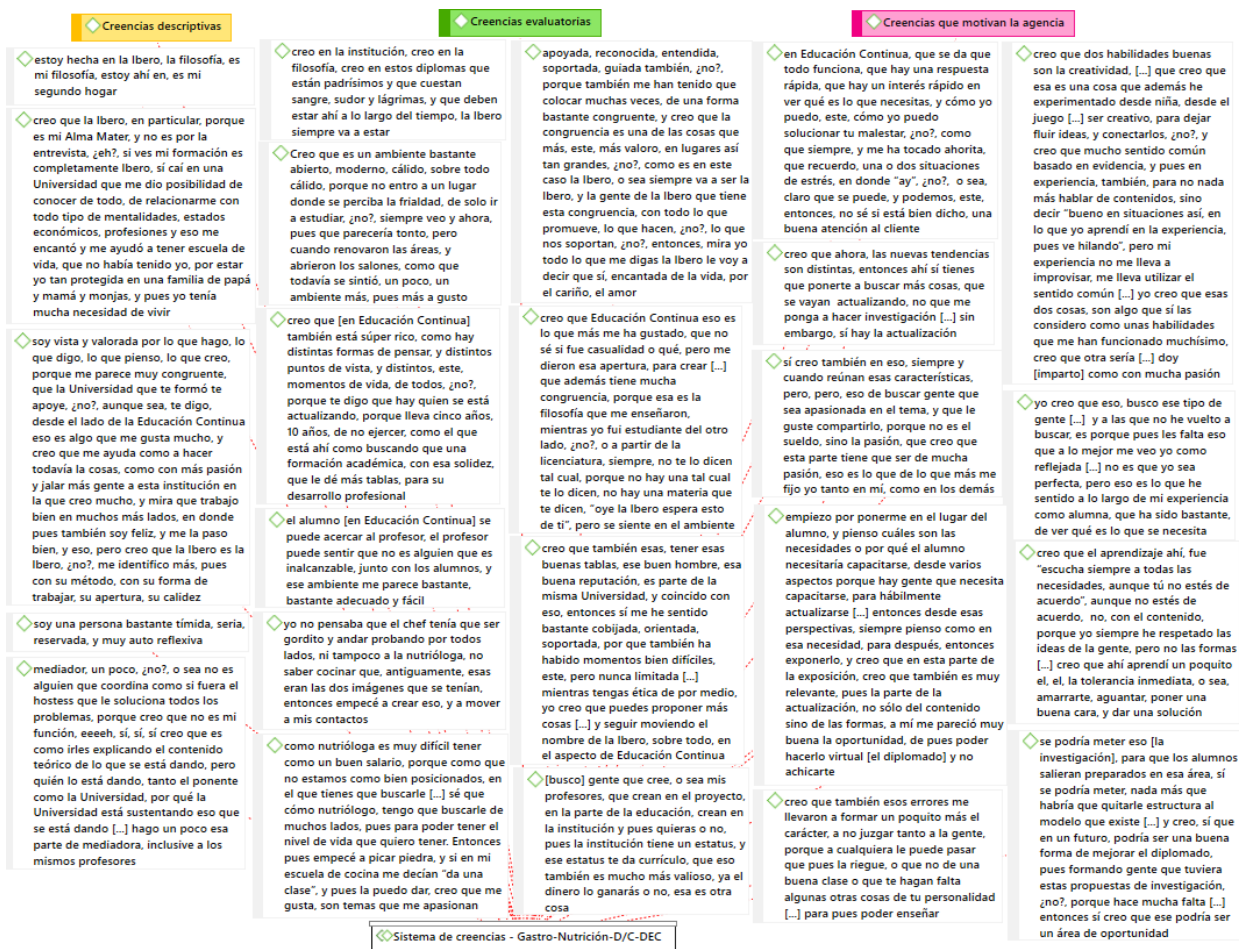 Creencias descriptivas
Creencias evaluatorias
Creencias que motivan la agencia
estoy hecha en la Ibero, la filosofía, es
mi filosofía, estoy ahí en, es mi
segundo hogar
creo que la Ibero, en particular, porque
es mi Alma Mater, y no es por la
entrevista, ¿eh?, si ves mi formación es
completamente Ibero, sí caí en una
Universidad que me dio posibilidad de
conocer de todo, de relacionarme con
todo tipo de mentalidades, estados
económicos, profesiones y eso me
encantó y me ayudó a tener escuela de
vida, que no había tenido yo, por estar
yo tan protegida en una familia de papá
y mamá y monjas, y pues yo tenía
mucha necesidad de vivir
soy vista y valorada por lo que hago, lo
que digo, lo que pienso, lo que creo,
porque me parece muy congruente,
que la Universidad que te formó te
apoye, ¿no?, aunque sea, te digo,
desde el lado de la Educación Continua
eso es algo que me gusta mucho, y
creo que me ayuda como a hacer
todavía la cosas, como con más pasión
y jalar más gente a esta institución en
la que creo mucho, y mira que trabajo
bien en muchos más lados, en donde
pues también soy feliz, y me la paso
bien, y eso, pero creo que la Ibero es la
Ibero, ¿no?, me identifico más, pues
con su método, con su forma de
trabajar, su apertura, su calidez
soy una persona bastante tímida, seria,
reservada, y muy auto reflexiva
mediador, un poco, ¿no?, o sea no es
alguien que coordina como si fuera el
hostess que le soluciona todos los
problemas, porque creo que no es mi
función, eeeeh, sí, sí, sí creo que es
como irles explicando el contenido
teórico de lo que se está dando, pero
quién lo está dando, tanto el ponente
como la Universidad, por qué la
Universidad está sustentando eso que
se está dando [...] hago un poco esa
parte de mediadora, inclusive a los
mismos profesores
creo en la institución, creo en la
filosofía, creo en estos diplomas que
están padrísimos y que cuestan
sangre, sudor y lágrimas, y que deben
estar ahí a lo largo del tiempo, la Ibero
siempre va a estar
Creo que es un ambiente bastante
abierto, moderno, cálido, sobre todo
cálido, porque no entro a un lugar
donde se perciba la frialdad, de solo ir
a estudiar, ¿no?, siempre veo y ahora,
pues que parecería tonto, pero
cuando renovaron las áreas, y
abrieron los salones, como que
todavía se sintió, un poco, un
ambiente más, pues más a gusto
creo que [en Educación Continua]
también está súper rico, como hay
distintas formas de pensar, y distintos
puntos de vista, y distintos, este,
momentos de vida, de todos, ¿no?,
porque te digo que hay quien se está
actualizando, porque lleva cinco años,
10 años, de no ejercer, como el que
está ahí como buscando que una
formación académica, con esa solidez,
que le dé más tablas, para su
desarrollo profesional
el alumno [en Educación Continua] se
puede acercar al profesor, el profesor
puede sentir que no es alguien que es
inalcanzable, junto con los alumnos, y
ese ambiente me parece bastante,
bastante adecuado y fácil
yo no pensaba que el chef tenía que ser
gordito y andar probando por todos
lados, ni tampoco a la nutrióloga, no
saber cocinar que, antiguamente, esas
eran las dos imágenes que se tenían,
entonces empecé a crear eso, y a mover
a mis contactos
como nutrióloga es muy difícil tener
como un buen salario, porque como que
no estamos como bien posicionados, en
el que tienes que buscarle [...] sé que
cómo nutriólogo, tengo que buscarle de
muchos lados, pues para poder tener el
nivel de vida que quiero tener. Entonces
pues empecé a picar piedra, y si en mi
escuela de cocina me decían “da una
clase”, y pues la puedo dar, creo que me
gusta, son temas que me apasionan
apoyada, reconocida, entendida,
soportada, guiada también, ¿no?,
porque también me han tenido que
colocar muchas veces, de una forma
bastante congruente, y creo que la
congruencia es una de las cosas que
más, este, más valoro, en lugares así
tan grandes, ¿no?, como es en este
caso la Ibero, o sea siempre va a ser la
Ibero, y la gente de la Ibero que tiene
esta congruencia, con todo lo que
promueve, lo que hacen, ¿no?, lo que
nos soportan, ¿no?, entonces, mira yo
todo lo que me digas la Ibero le voy a
decir que sí, encantada de la vida, por
el cariño, el amor
creo que Educación Continua eso es
lo que más me ha gustado, que no
sé si fue casualidad o qué, pero me
dieron esa apertura, para crear [...]
que además tiene mucha
congruencia, porque esa es la
filosofía que me enseñaron,
mientras yo fui estudiante del otro
lado, ¿no?, o a partir de la
licenciatura, siempre, no te lo dicen
tal cual, porque no hay una tal cual
te lo dicen, no hay una materia que
te dicen, “oye la Ibero espera esto
de ti”, pero se siente en el ambiente
creo que también esas, tener esas
buenas tablas, ese buen hombre, esa
buena reputación, es parte de la
misma Universidad, y coincido con
eso, entonces sí me he sentido
bastante cobijada, orientada,
soportada, por que también ha
habido momentos bien difíciles,
este, pero nunca limitada [...]
mientras tengas ética de por medio,
yo creo que puedes proponer más
cosas [...] y seguir moviendo el
nombre de la Ibero, sobre todo, en
el aspecto de Educación Continua
[busco] gente que cree, o sea mis
profesores, que crean en el proyecto,
en la parte de la educación, crean en
la institución y pues quieras o no,
pues la institución tiene un estatus, y
ese estatus te da currículo, que eso
también es mucho más valioso, ya el
dinero lo ganarás o no, esa es otra
cosa
en Educación Continua, que se da que
todo funciona, que hay una respuesta
rápida, que hay un interés rápido en
ver qué es lo que necesitas, y cómo yo
puedo, este, cómo yo puedo
solucionar tu malestar, ¿no?, como
que siempre, y me ha tocado ahorita,
que recuerdo, una o dos situaciones
de estrés, en donde “ay”, ¿no?, o sea,
claro que se puede, y podemos, este,
entonces, no sé si está bien dicho, una
buena atención al cliente
creo que ahora, las nuevas tendencias
son distintas, entonces ahí sí tienes
que ponerte a buscar más cosas, que
se vayan actualizando, no que me
ponga a hacer investigación [...] sin
embargo, sí hay la actualización
sí creo también en eso, siempre y
cuando reúnan esas características,
pero, pero, eso de buscar gente que
sea apasionada en el tema, y que le
guste compartirlo, porque no es el
sueldo, sino la pasión, que creo que
esta parte tiene que ser de mucha
pasión, eso es lo que de lo que más me
fijo yo tanto en mí, como en los demás
empiezo por ponerme en el lugar del
alumno, y pienso cuáles son las
necesidades o por qué el alumno
necesitaría capacitarse, desde varios
aspectos porque hay gente que necesita
capacitarse, para hábilmente
actualizarse [...] entonces desde esas
perspectivas, siempre pienso como en
esa necesidad, para después, entonces
exponerlo, y creo que en esta parte de
la exposición, creo que también es muy
relevante, pues la parte de la
actualización, no sólo del contenido
sino de las formas, a mí me pareció muy
buena la oportunidad, de pues poder
hacerlo virtual [el diplomado] y no
achicarte
creo que también esos errores me
llevaron a formar un poquito más el
carácter, a no juzgar tanto a la gente,
porque a cualquiera le puede pasar
que pues la riegue, o que no de una
buena clase o que te hagan falta
algunas otras cosas de tu personalidad
[...] para pues poder enseñar
creo que dos habilidades buenas
son la creatividad, [...] que creo que
esa es una cosa que además he
experimentado desde niña, desde el
juego [...] ser creativo, para dejar
fluir ideas, y conectarlos, ¿no?, y
creo que mucho sentido común
basado en evidencia, y pues en
experiencia, también, para no nada
más hablar de contenidos, sino
decir “bueno en situaciones así, en
lo que yo aprendí en la experiencia,
pues ve hilando”, pero mi
experiencia no me lleva a
improvisar, me lleva utilizar el
sentido común [...] yo creo que esas
dos cosas, son algo que sí las
considero como unas habilidades
que me han funcionado muchísimo,
creo que otra sería [...] doy
[imparto] como con mucha pasión
yo creo que eso, busco ese tipo de
gente [...] y a las que no he vuelto a
buscar, es porque pues les falta eso
que a lo mejor me veo yo como
reflejada [...] no es que yo sea
perfecta, pero eso es lo que he
sentido a lo largo de mi experiencia
como alumna, que ha sido bastante,
de ver qué es lo que se necesita
creo que el aprendizaje ahí, fue
“escucha siempre a todas las
necesidades, aunque tú no estés de
acuerdo”, aunque no estés de
acuerdo, no, con el contenido,
porque yo siempre he respetado las
ideas de la gente, pero no las formas
[...] creo que ahí aprendí un poquito
el, el, la tolerancia inmediata, o sea,
amarrarte, aguantar, poner una
buena cara, y dar una solución
se podría meter eso [la
investigación], para que los alumnos
salieran preparados en esa área, sí
se podría meter, nada más que
habría que quitarle estructura al
modelo que existe [...] y creo, sí que
en un futuro, podría ser una buena
forma de mejorar el diplomado,
pues formando gente que tuviera
estas propuestas de investigación,
¿no?, porque hace mucha falta [...]
entonces sí creo que ese podría ser
un área de oportunidad
Sistema de creencias - Gastro-Nutrición-D/C-DEC